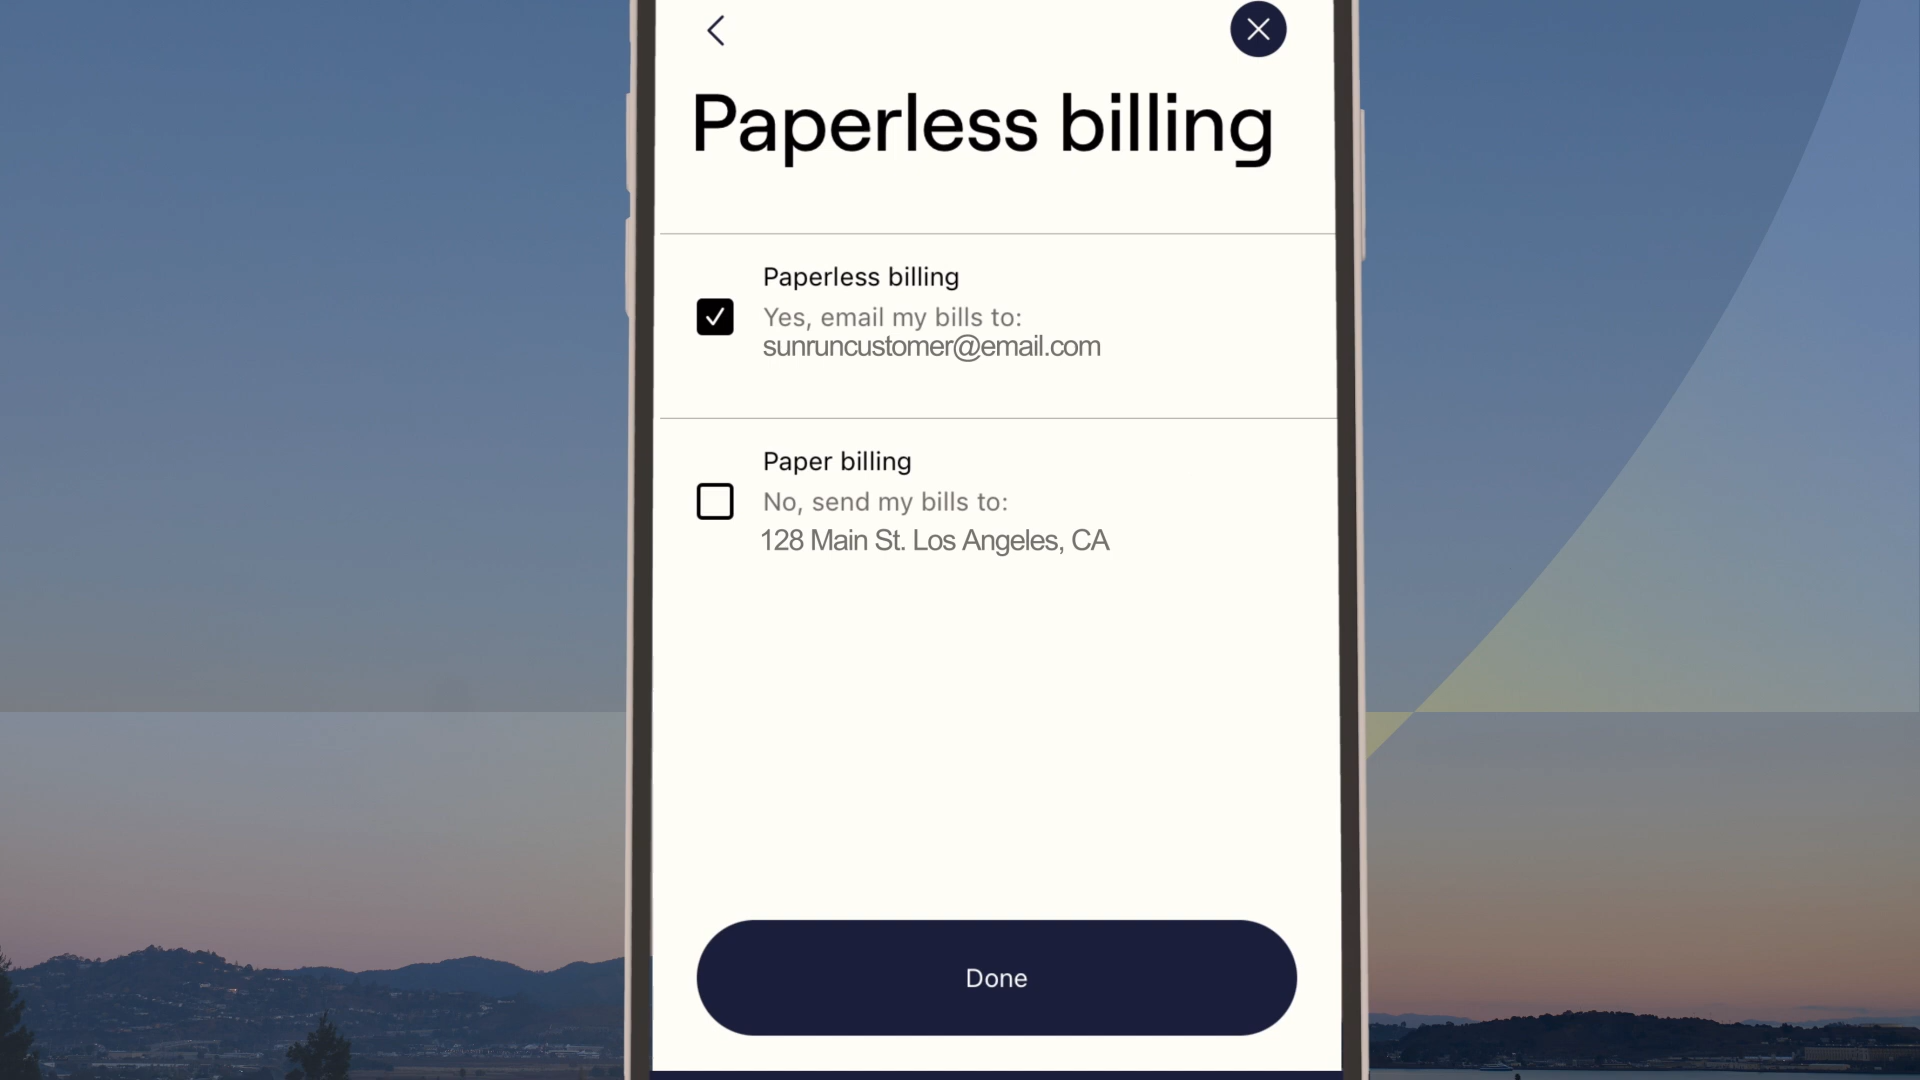 Paperless billing
Paperless billing
Yes, email my bills to:
sunruncustomer@email.com
Paper billing
No, send my bills to:
128 Main St. Los Angeles, CA
Done